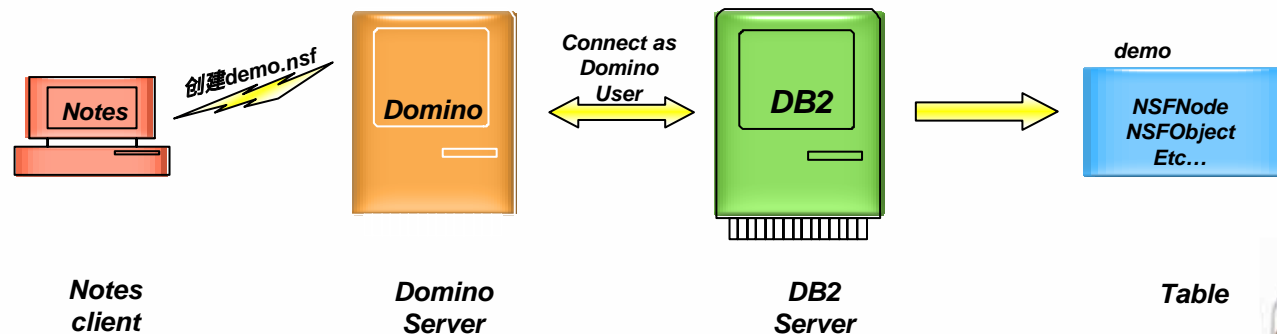 Notes
创建demo.nsf
Domino
Connect as
Domino
User
DB2
demo
NSFNode
NSFObject
Etc…
Notes
client
Domino
Server
DB2
Server
Table